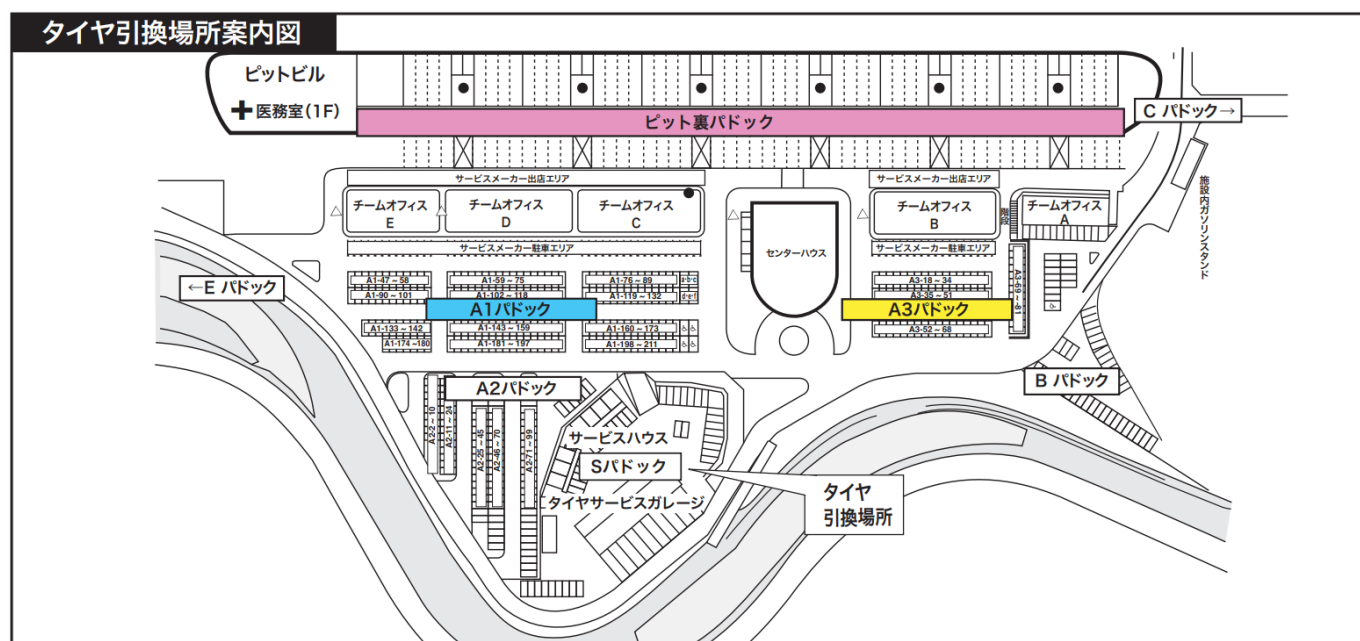 タイヤ引換場所案内図
ピットビル
医務室(1F)
ピット裏パドック
C パドック→
サービスメーカー出店エリア
サービスメーカー出店エリア
施設内ガソリンスタンド
チームオフィス
E
チームオフィス
D
チームオフィス
C
チームオフィス
B
階段
チームオフィス
A
サービスメーカー駐車エリア
サービスメーカー駐車エリア
センターハウス
←E パドック
A1-47 ~ 58
A1-59 ~ 75
A1-76 ~ 89
a・b・c
A1-90 ~ 101
A1-102 ~ 118
A1-119 ~ 132
d・e・f
A1パドック
A1-133 ~ 142
A1-143 ~ 159
A1-160 ~ 173
A1-174 ~180
A1-181 ~ 197
A1-198 ~ 211
A3-18 ~ 34
A3-35 ~ 51
A3パドック
A3-52 ~ 68
A3-69 ~ 81
A2パドック
B パドック
A2-2 ~ 10
A2-11 ~ 24
A2-25 ~ 45
A2-46 ~ 70
A2-71 ~ 99
サービスハウス
Sパドック
タイヤサービスガレージ
タイヤ
引換場所